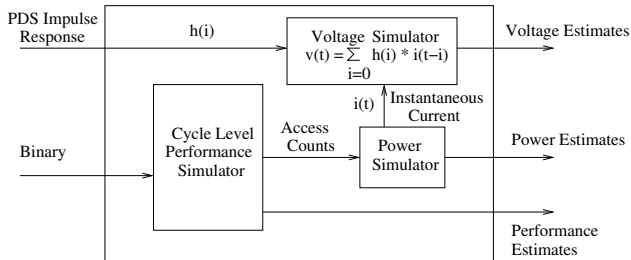 PDS Impulse
Response
h(i)
Voltage Simulator
v(t) = Σ h(i) * i(t−i)
i=0
Voltage Estimates
i(t)
Instantaneous
Current
Cycle Level
Performance
Simulator
Access
Counts
Power
Simulator
Power Estimates
Binary
Performance
Estimates